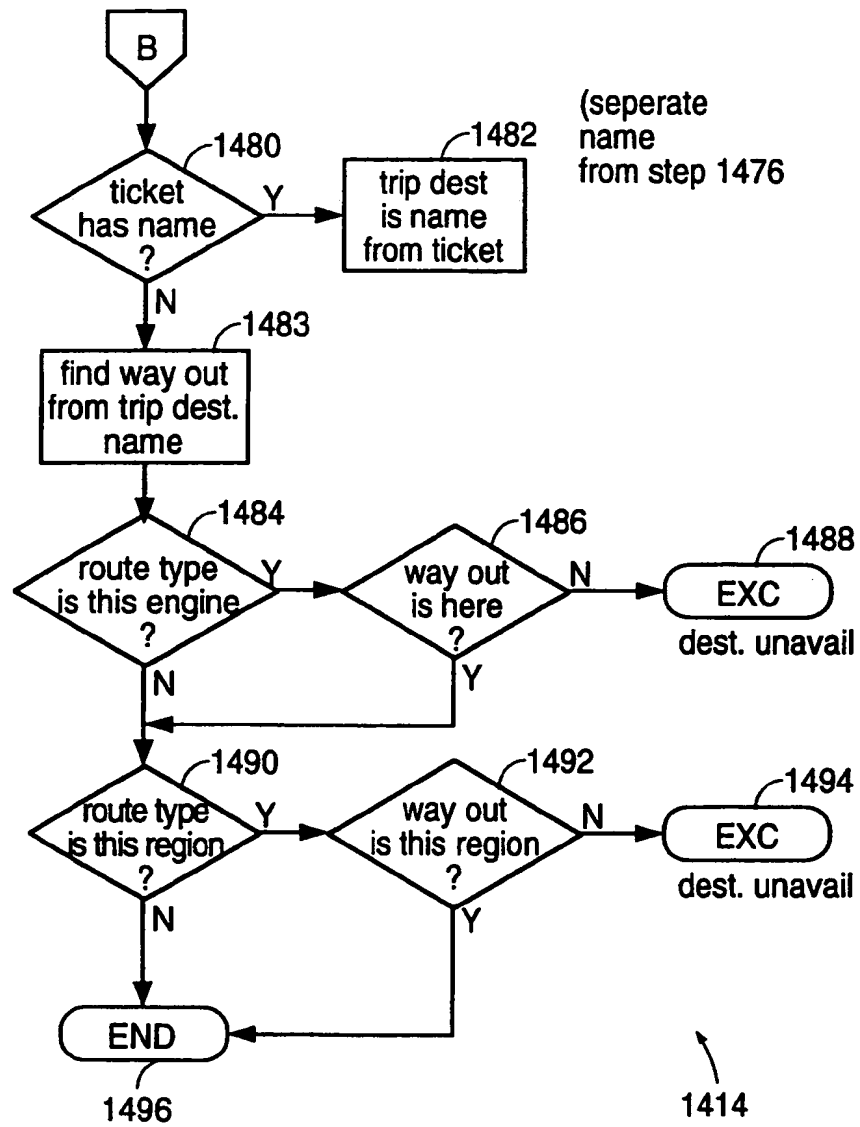 B
1480
ticket
has name
?
Y
N
1482
trip dest
is name
from ticket
(seperate
name
from step 1476
1483
find way out
from trip dest.
name
1484
route type
is this engine
?
Y
N
1486
way out
is here
?
N
Y
1488
EXC
dest. unavail
1490
route type
is this region
?
Y
N
1492
way out
is this region
?
N
Y
1494
EXC
dest. unavail
END
1496
1414